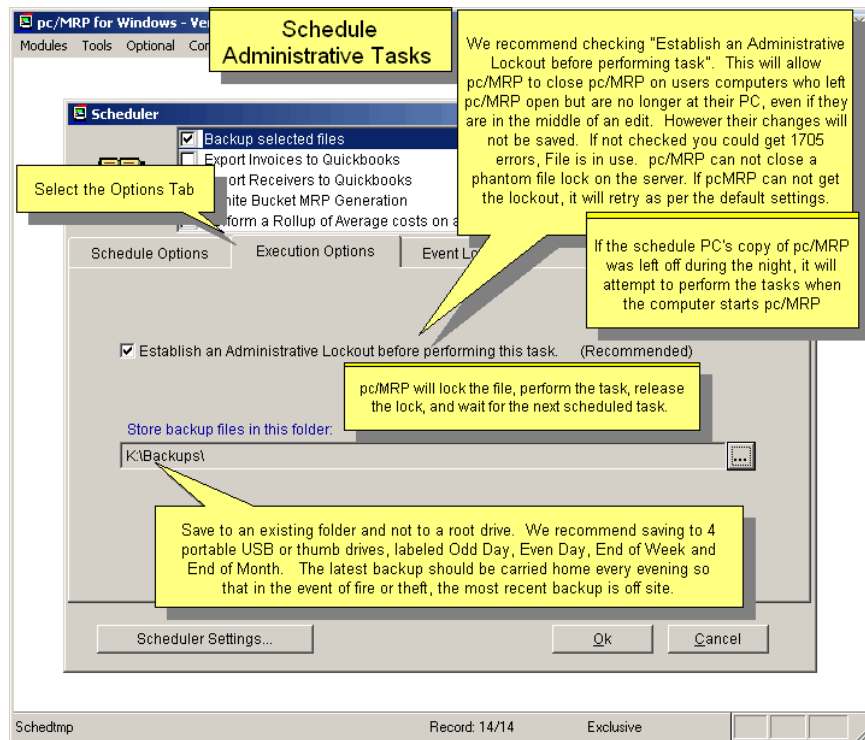 pc/MRP for Windows - Ver
Schedule
Administrative Tasks
Modules Tools Optional
We recommend checking "Establish an Administrative
Lockout before performing task". This will allow
pc/MRP to close pc/MRP on users computers who left
pc/MRP open but are no longer at their PC, even if they
are in the middle of an edit. However their changes will
not be saved. If not checked you could get 1705
errors, File is in use. pc/MRP can not close a
phantom file lock on the server. If pcMRP can not get
the lockout, it will retry as per the default settings.
Scheduler
Backup selected files
Export Invoices to Quickbooks
ort Receivers to Quickbooks
nite Bucket MRP Generation
form a Rollup of Average costs on a
Select the Options Tab
If the schedule PC's copy of pc/MRP
was left off during the night, it will
attempt to perform the tasks when
the computer starts pc/MRP
Schedule Options
Execution Options
Event Lo
Establish an Administrative Lockout before performing this task. (Recommended)
pc/MRP will lock the file, perform the task, release
the lock, and wait for the next scheduled task.
Store backup files in this folder:
K:\Backups\
...
Save to an existing folder and not to a root drive. We recommend saving to 4
portable USB or thumb drives, labeled Odd Day, Even Day, End of Week and
End of Month. The latest backup should be carried home every evening so
that in the event of fire or theft, the most recent backup is off site.
Scheduler Settings...
Ok
Cancel
Schedtmp
Record: 14/14
Exclusive